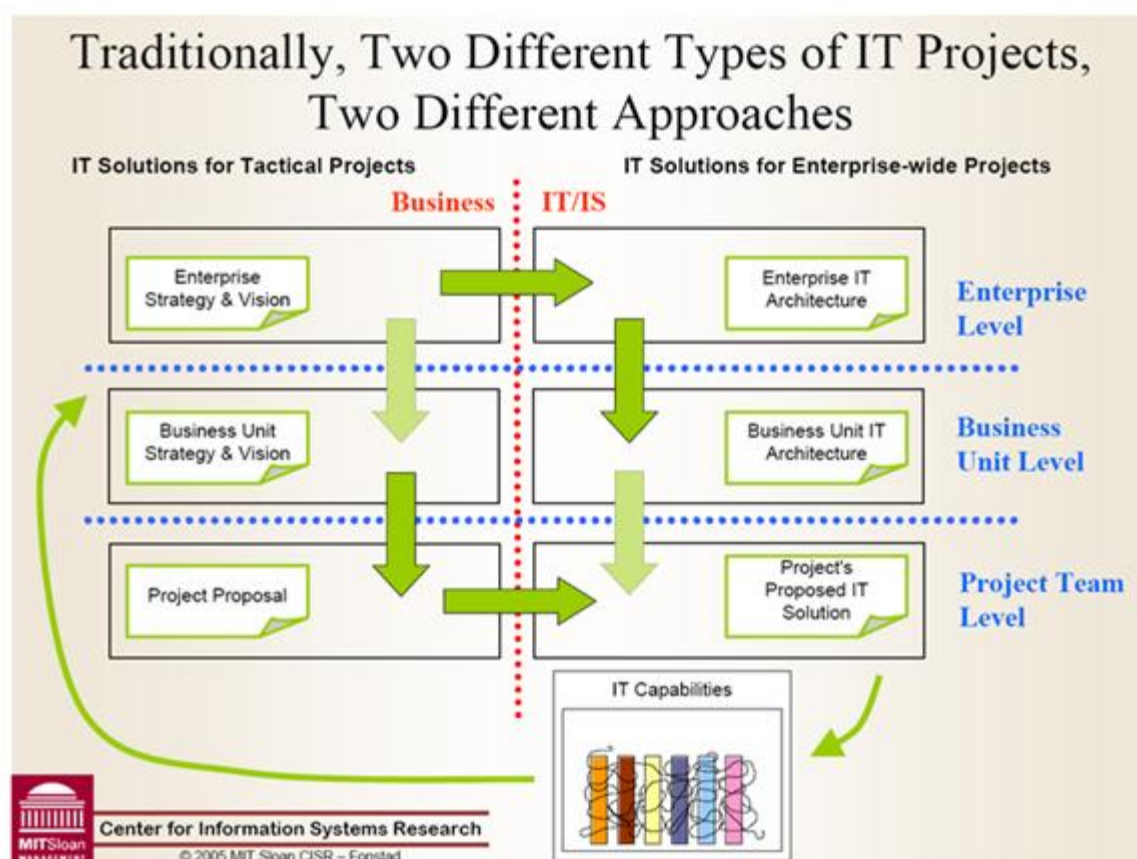 Traditionally, Two Different Types of IT Projects,
Two Different Approaches
IT Solutions for Tactical Projects
IT Solutions for Enterprise-wide Projects
Business
IT/IS
Enterprise
Strategy & Vision
Enterprise IT
Architecture
Enterprise
Level
Business Unit
Strategy & Vision
Business Unit IT
Architecture
Business
Unit Level
Project Proposal
Project's
Proposed IT
Solution
Project Team
Level
IT Capabilities
MITSloan
MANAGEMENT
Center for Information Systems Research
© 2005 MIT Sloan CISR – Fonstad